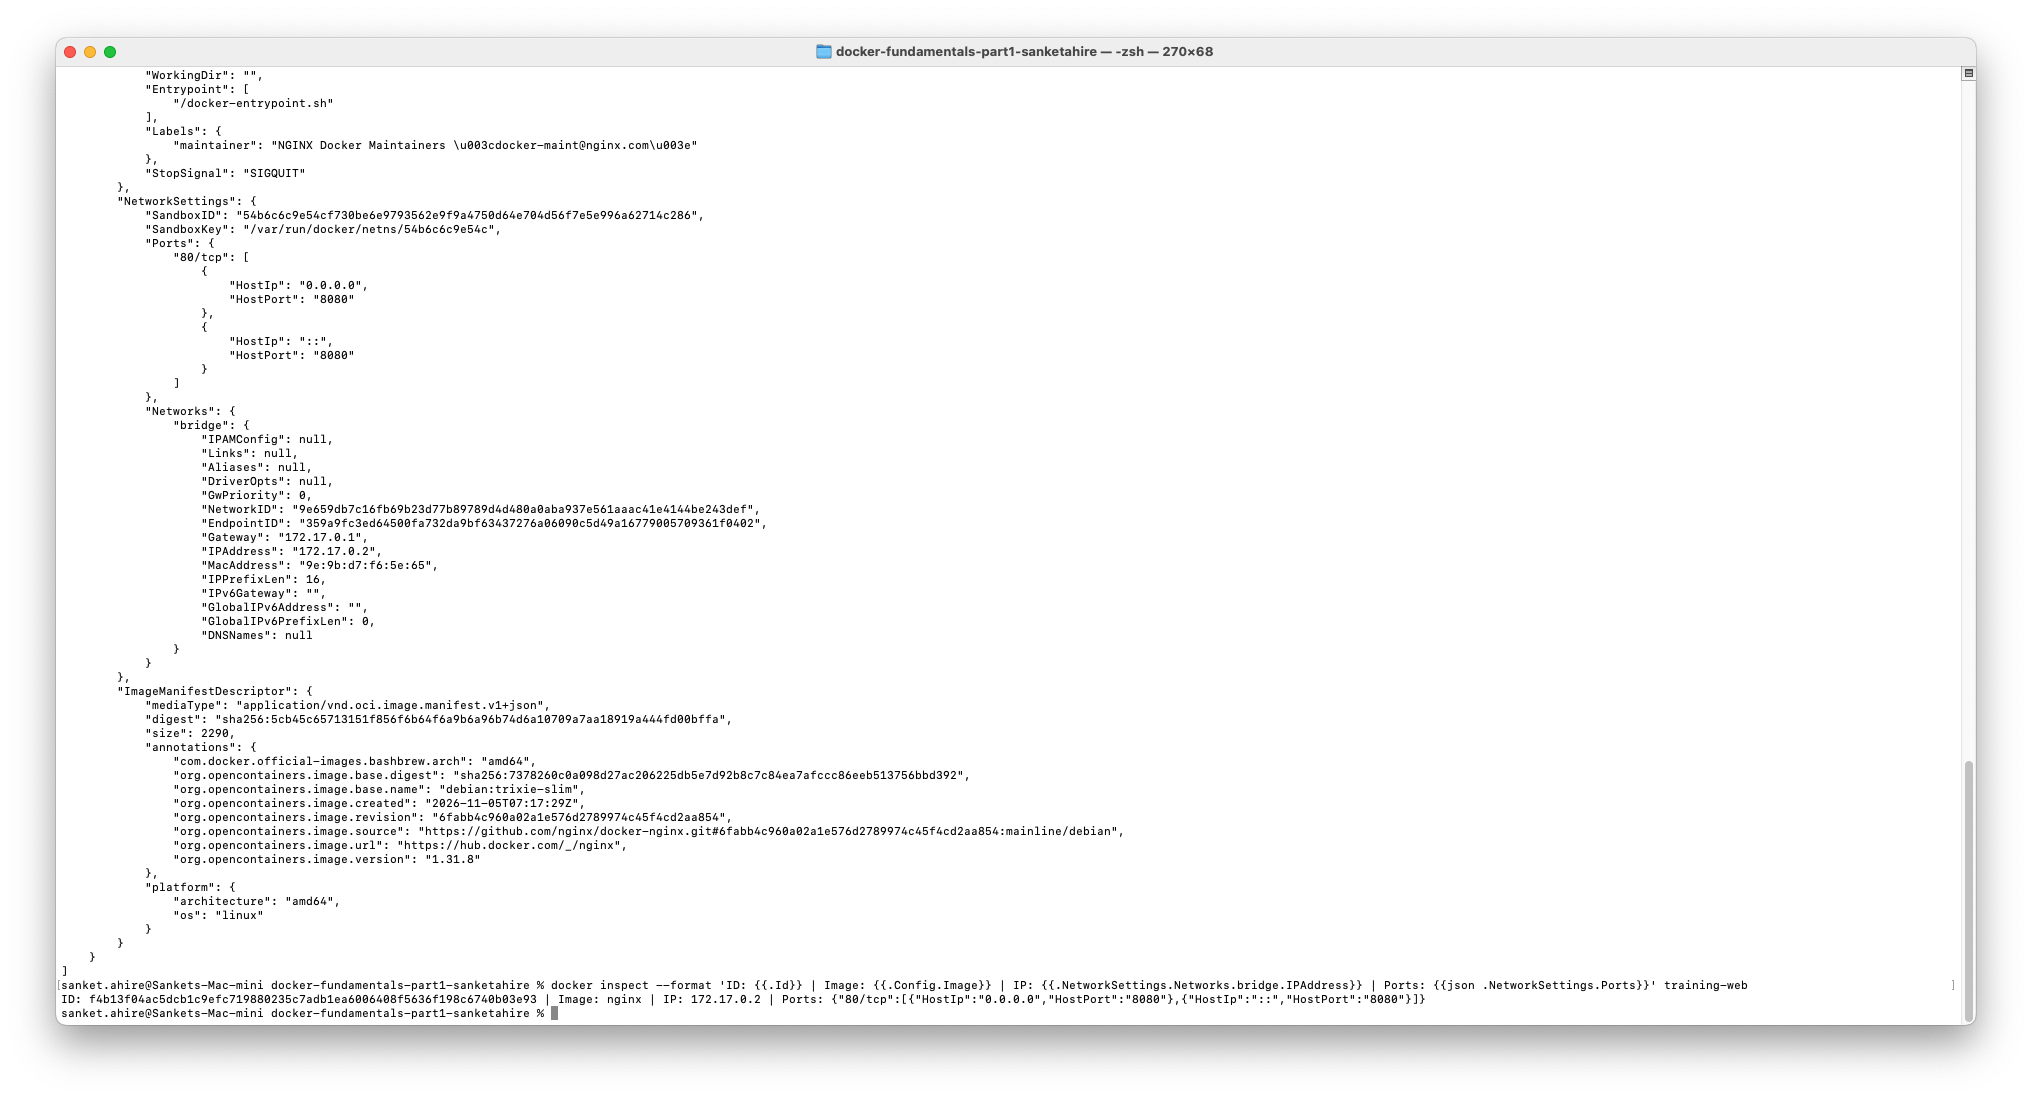 docker-fundamentals-part1-sanketahire — -zsh — 270×68
            "WorkingDir": "",
            "Entrypoint": [
                "/docker-entrypoint.sh"
            ],
            "Labels": {
                "maintainer": "NGINX Docker Maintainers \u003cdocker-maint@nginx.com\u003e"
            },
            "StopSignal": "SIGQUIT"
        },
        "NetworkSettings": {
            "SandboxID": "54b6c6c9e54cf730be6e9793562e9f9a4750d64e704d56f7e5e996a62714c286",
            "SandboxKey": "/var/run/docker/netns/54b6c6c9e54c",
            "Ports": {
                "80/tcp": [
                    {
                        "HostIp": "0.0.0.0",
                        "HostPort": "8080"
                    },
                    {
                        "HostIp": "::",
                        "HostPort": "8080"
                    }
                ]
            },
            "Networks": {
                "bridge": {
                    "IPAMConfig": null,
                    "Links": null,
                    "Aliases": null,
                    "DriverOpts": null,
                    "GwPriority": 0,
                    "NetworkID": "9e659db7c16fb69b23d77b89789d4d480a0aba937e561aaac41e4144be243def",
                    "EndpointID": "359a9fc3ed64500fa732da9bf63437276a06090c5d49a16779005709361f0402",
                    "Gateway": "172.17.0.1",
                    "IPAddress": "172.17.0.2",
                    "MacAddress": "9e:9b:d7:f6:5e:65",
                    "IPPrefixLen": 16,
                    "IPv6Gateway": "",
                    "GlobalIPv6Address": "",
                    "GlobalIPv6PrefixLen": 0,
                    "DNSNames": null
                }
            }
        },
        "ImageManifestDescriptor": {
            "mediaType": "application/vnd.oci.image.manifest.v1+json",
            "digest": "sha256:5cb45c65713151f856f6b64f6a9b6a96b74d6a10709a7aa18919a444fd00bffa",
            "size": 2290,
            "annotations": {
                "com.docker.official-images.bashbrew.arch": "amd64",
                "org.opencontainers.image.base.digest": "sha256:7378260c0a098d27ac206225db5e7d92b8c7c84ea7afccc86eeb513756bbd392",
                "org.opencontainers.image.base.name": "debian:trixie-slim",
                "org.opencontainers.image.created": "2026-11-05T07:17:29Z",
                "org.opencontainers.image.revision": "6fabb4c960a02a1e576d2789974c45f4cd2aa854",
                "org.opencontainers.image.source": "https://github.com/nginx/docker-nginx.git#6fabb4c960a02a1e576d2789974c45f4cd2aa854:mainline/debian",
                "org.opencontainers.image.url": "https://hub.docker.com/_/nginx",
                "org.opencontainers.image.version": "1.31.8"
            },
            "platform": {
                "architecture": "amd64",
                "os": "linux"
            }
        }
    }
]
[sanket.ahire@Sankets-Mac-mini docker-fundamentals-part1-sanketahire % docker inspect --format 'ID: {{.Id}} | Image: {{.Config.Image}} | IP: {{.NetworkSettings.Networks.bridge.IPAddress}} | Ports: {{json .NetworkSettings.Ports}}' training-web ]
ID: f4b13f04ac5dcb1c9efc719880235c7adb1ea6006408f5636f198c6740b03e93 | Image: nginx | IP: 172.17.0.2 | Ports: {"80/tcp":[{"HostIp":"0.0.0.0","HostPort":"8080"},{"HostIp":"::","HostPort":"8080"}]}
sanket.ahire@Sankets-Mac-mini docker-fundamentals-part1-sanketahire %